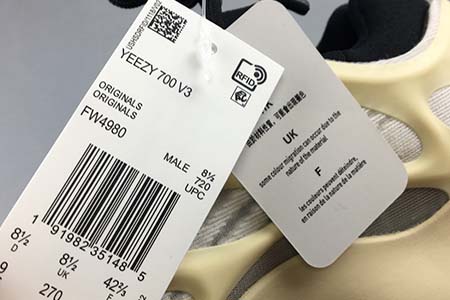 YEEZY 700 V3
RFID
ORIGINALS
ORIGINALS
FW4980
MALE 8½
720
UPC
1 91982 35148 5
8½ 8½ 42⅔
D UK F
270
UK
some colour migration can occur due to the
nature of the material.
F
les couleurs peuvent déteindre,
en raison de la nature de la matière